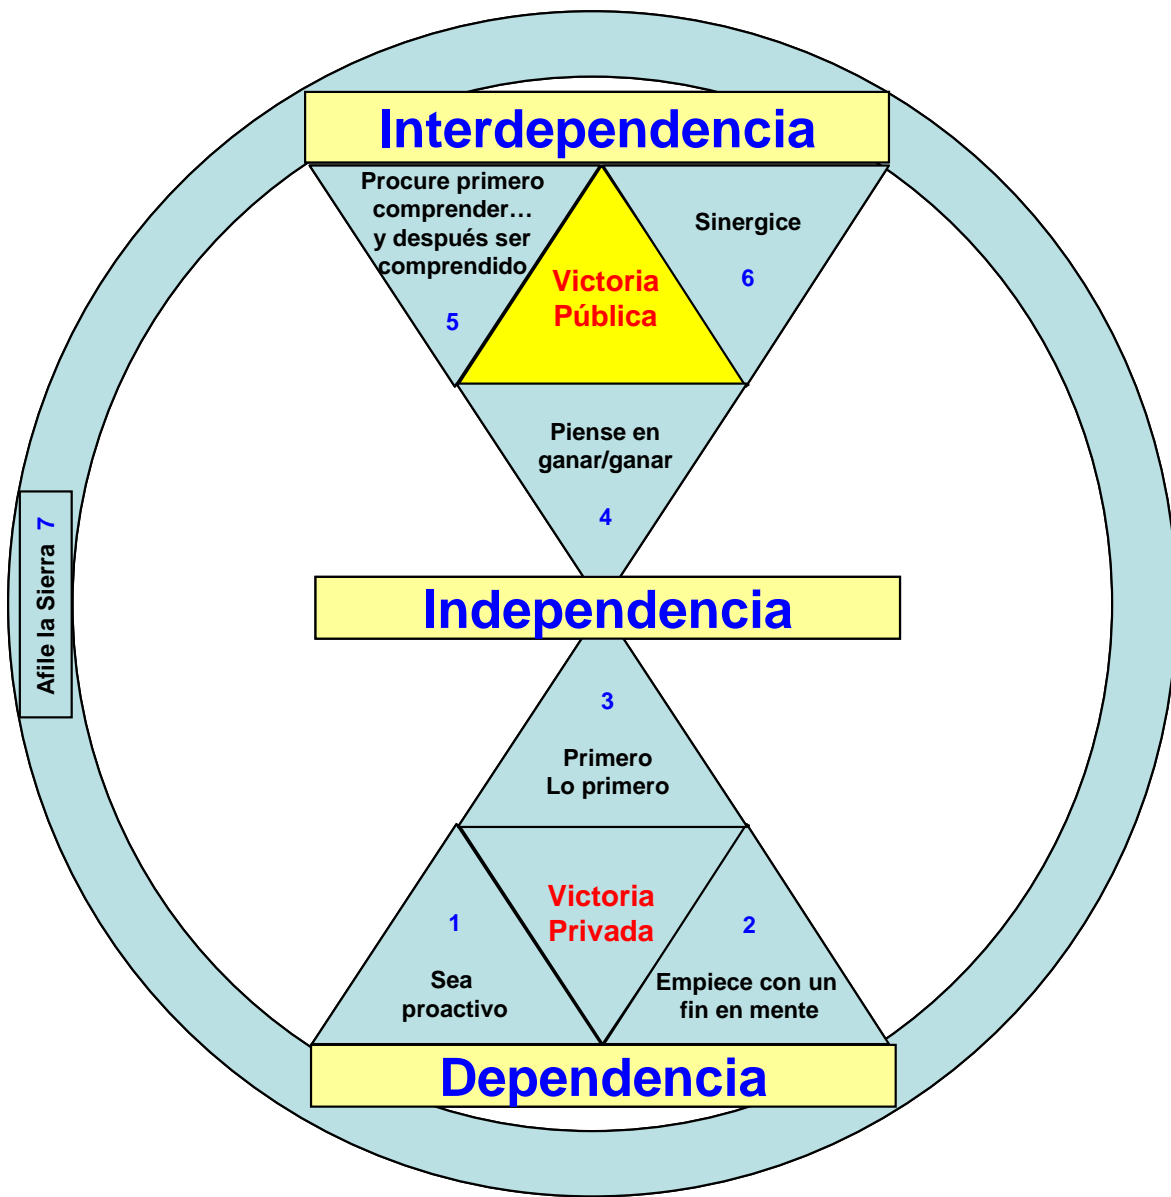 Interdependencia
Procure primero
comprender…
y después ser
comprendido
5
Victoria
Pública
Sinergice
6
Piense en
ganar/ganar
4
Afile la Sierra 7
Independencia
3
Primero
Lo primero
Victoria
Privada
1
Sea
proactivo
2
Empiece con un
fin en mente
Dependencia